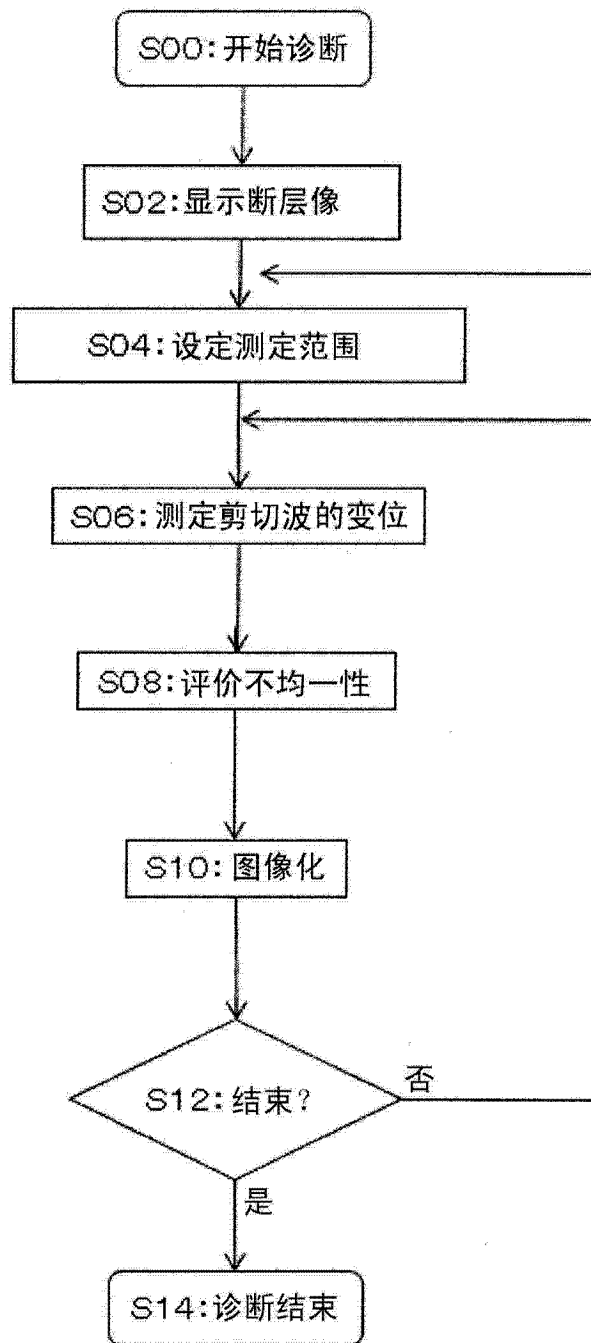 S00:开始诊断
S02:显示断层像
S04:设定测定范围
S06:测定剪切波的变位
S08:评价不均一性
S10:图像化
S12:结束?
否
是
S14:诊断结束